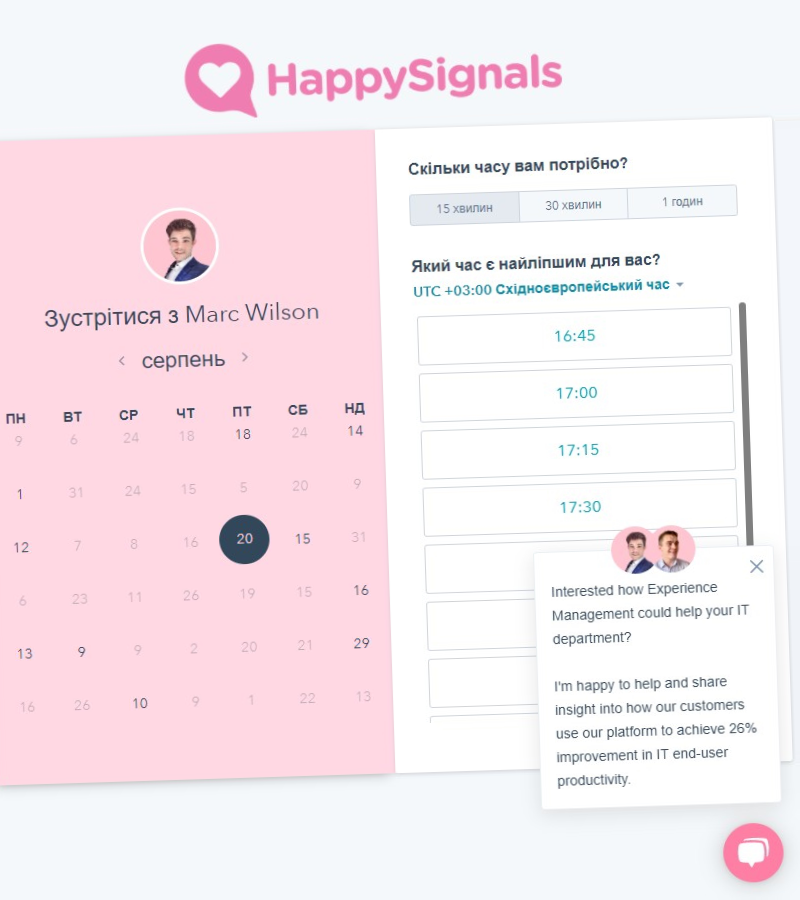 HappySignals
Зустрітися з Marc Wilson
серпень
ПН ВТ СР ЧТ ПТ СБ НД
9 6 24 18 18 24 14
1 31 24 15 5 20 9
12 7 8 16 20 15 31
6 23 11 26 19 15 16
13 9 9 2 20 21 29
16 26 10 9 1 22 13
Скільки часу вам потрібно?
15 хвилин 30 хвилин 1 годин
Який час є найліпшим для вас?
UTC +03:00 Східноєвропейський час
16:45
17:00
17:15
17:30
Interested how Experience
Management could help your IT
department?
I'm happy to help and share
insight into how our customers
use our platform to achieve 26%
improvement in IT end-user
productivity.